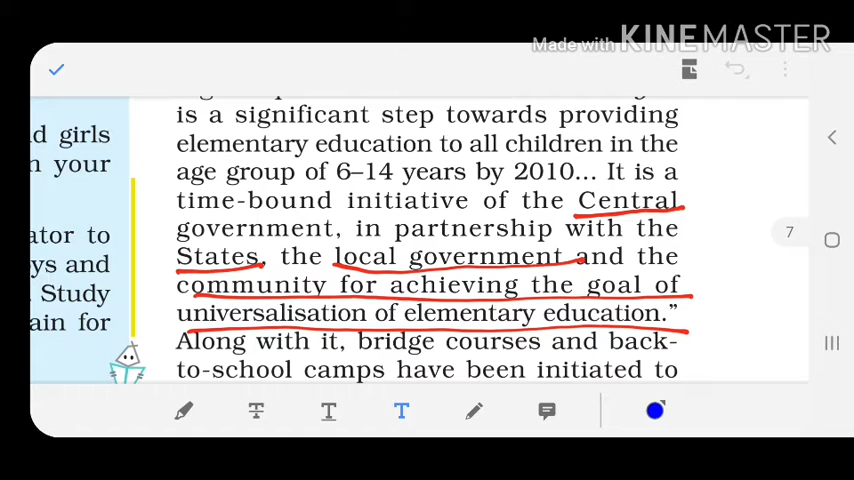 Made with KINEMASTER
is a significant step towards providing
elementary education to all children in the
age group of 6–14 years by 2010... It is a
time-bound initiative of the Central
government, in partnership with the
States, the local government and the
community for achieving the goal of
universalisation of elementary education.”
Along with it, bridge courses and back-
to-school camps have been initiated to
girls
your
ator to
ys and
. Study
ain for
7
T
T
T